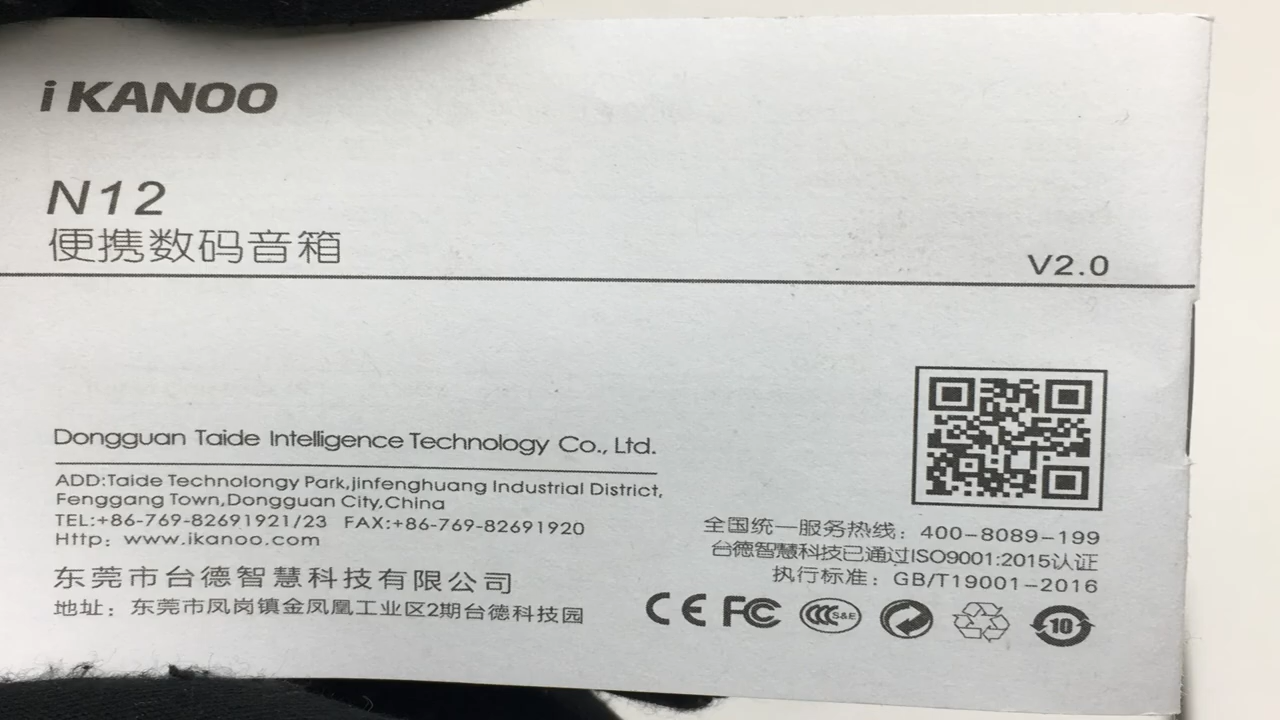 i KANOO
N12
便携数码音箱
V2.0
Dongguan Taide Intelligence Technology Co., Ltd.
ADD:Taide Technolongy Park,jinfenghuang Industrial District,
Fenggang Town,Dongguan City,China
TEL:+86-769-82691921/23 FAX:+86-769-82691920
Http: www.ikanoo.com
东莞市台德智慧科技有限公司
地址：东莞市凤岗镇金凤凰工业区2期台德科技园
全国统一服务热线：400-8089-199
台德智慧科技已通过ISO9001:2015认证
执行标准：GB/T19001-2016
CE FC CCC S&E 10